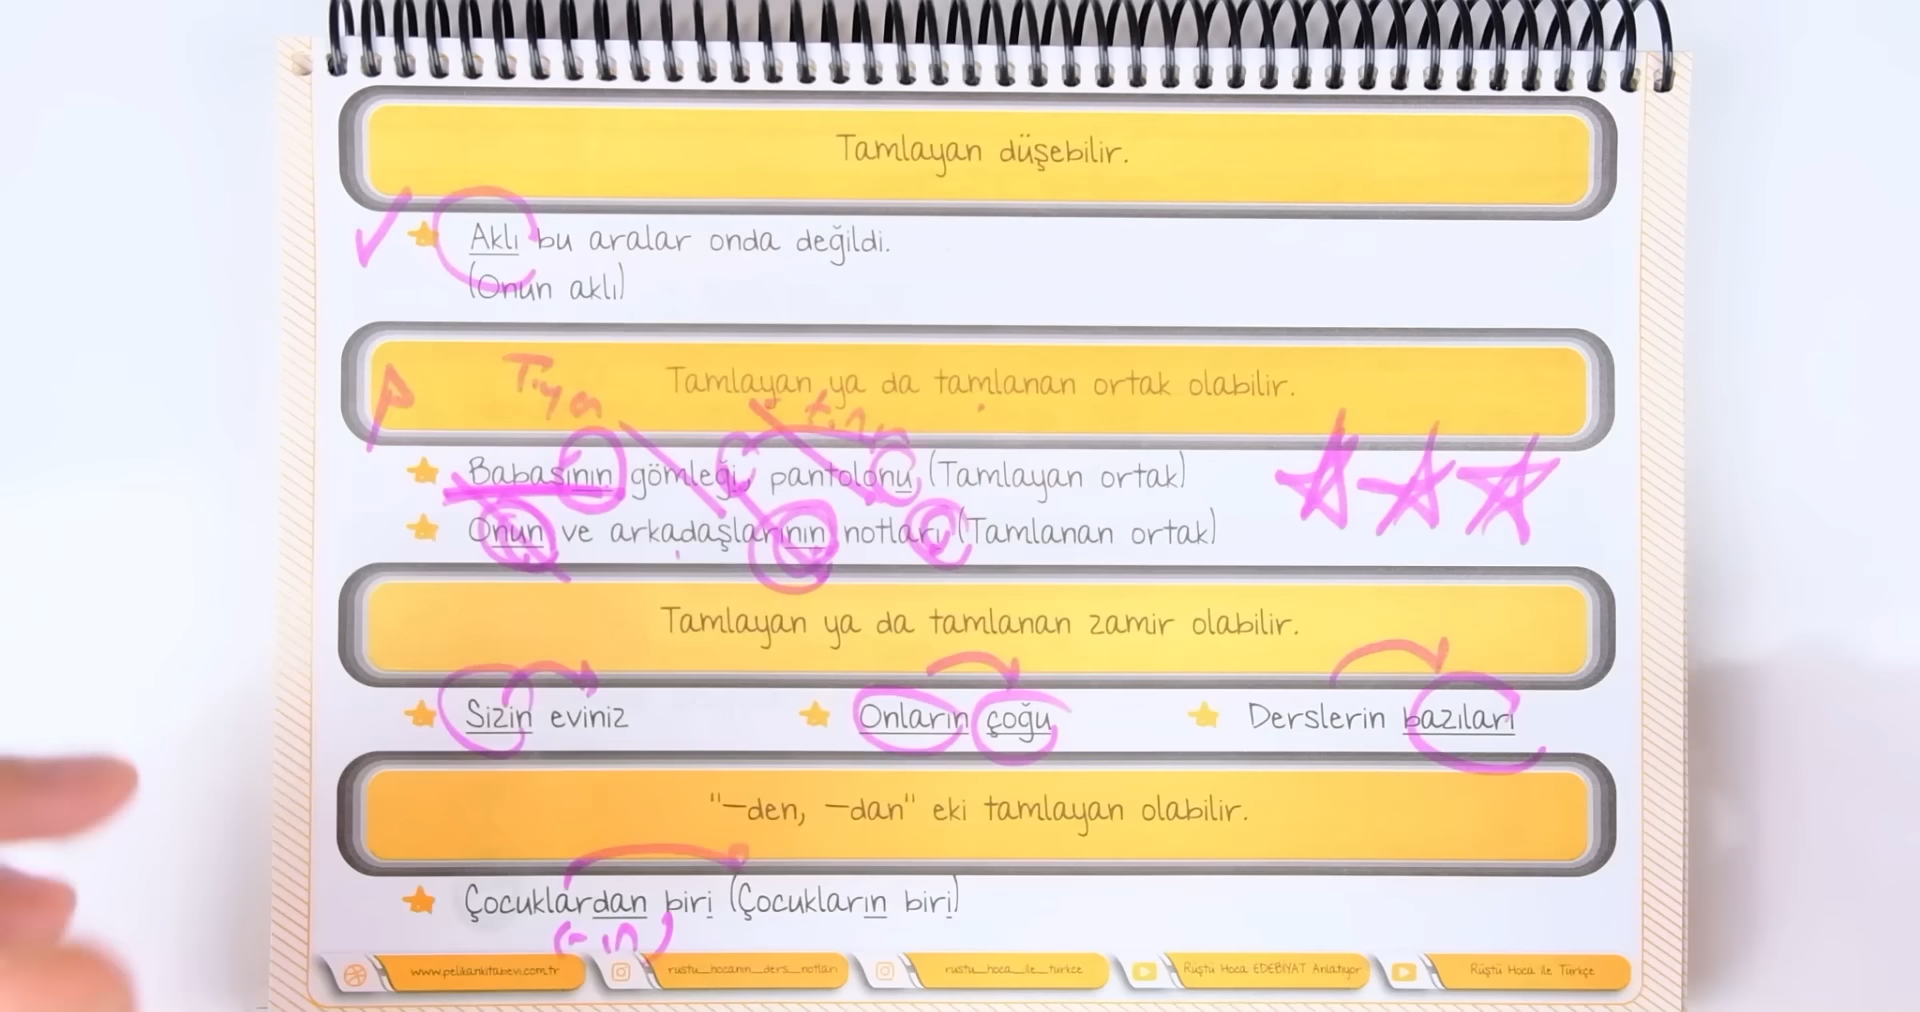 Tamlayan düşebilir.
Aklı bu aralar onda değildi.
(Onun aklı)
Tamlayan ya da tamlanan ortak olabilir.
Babasının gömleği, pantolonu (Tamlayan ortak)
Onun ve arkadaşlarının notları (Tamlanan ortak)
Tamlayan ya da tamlanan zamir olabilir.
Sizin eviniz
Onların çoğu
Derslerin bazıları
"-den, -dan" eki tamlayan olabilir.
Çocuklardan biri (Çocukların biri)
(-in)
www.pelikankitabevi.com.tr
rustu_hocanin_ders_notlari
rustu_hoca_ile_turkce
Rüştü Hoca EDEBİYAT Anlatıyor
Rüştü Hoca ile Türkçe